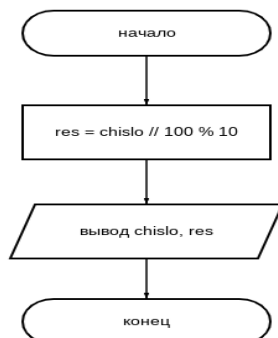 начало
res = chislo // 100 % 10
вывод chislo, res
конец